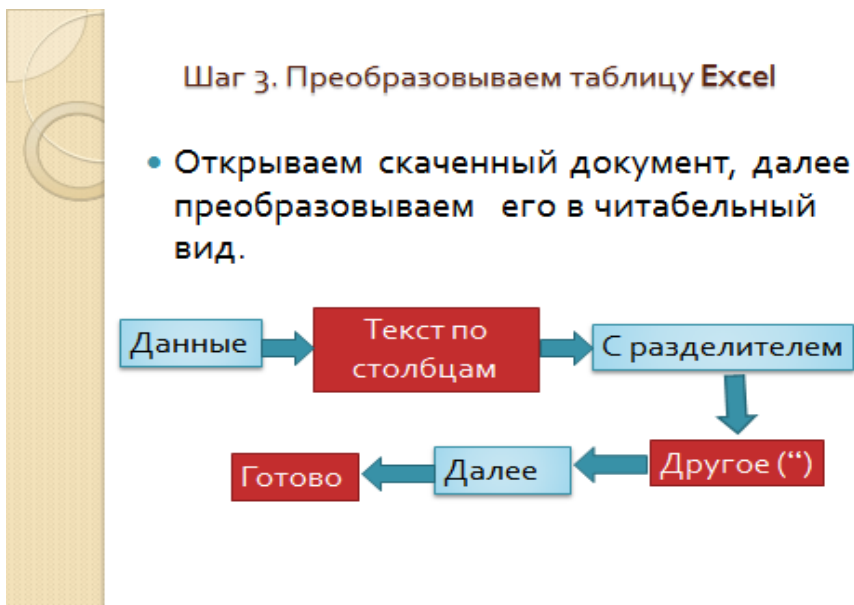 Шаг 3. Преобразовываем таблицу Excel
• Открываем скаченный документ, далее
преобразовываем его в читабельный
вид.
Данные
Текст по
столбцам
С разделителем
Другое (“)
Далее
Готово